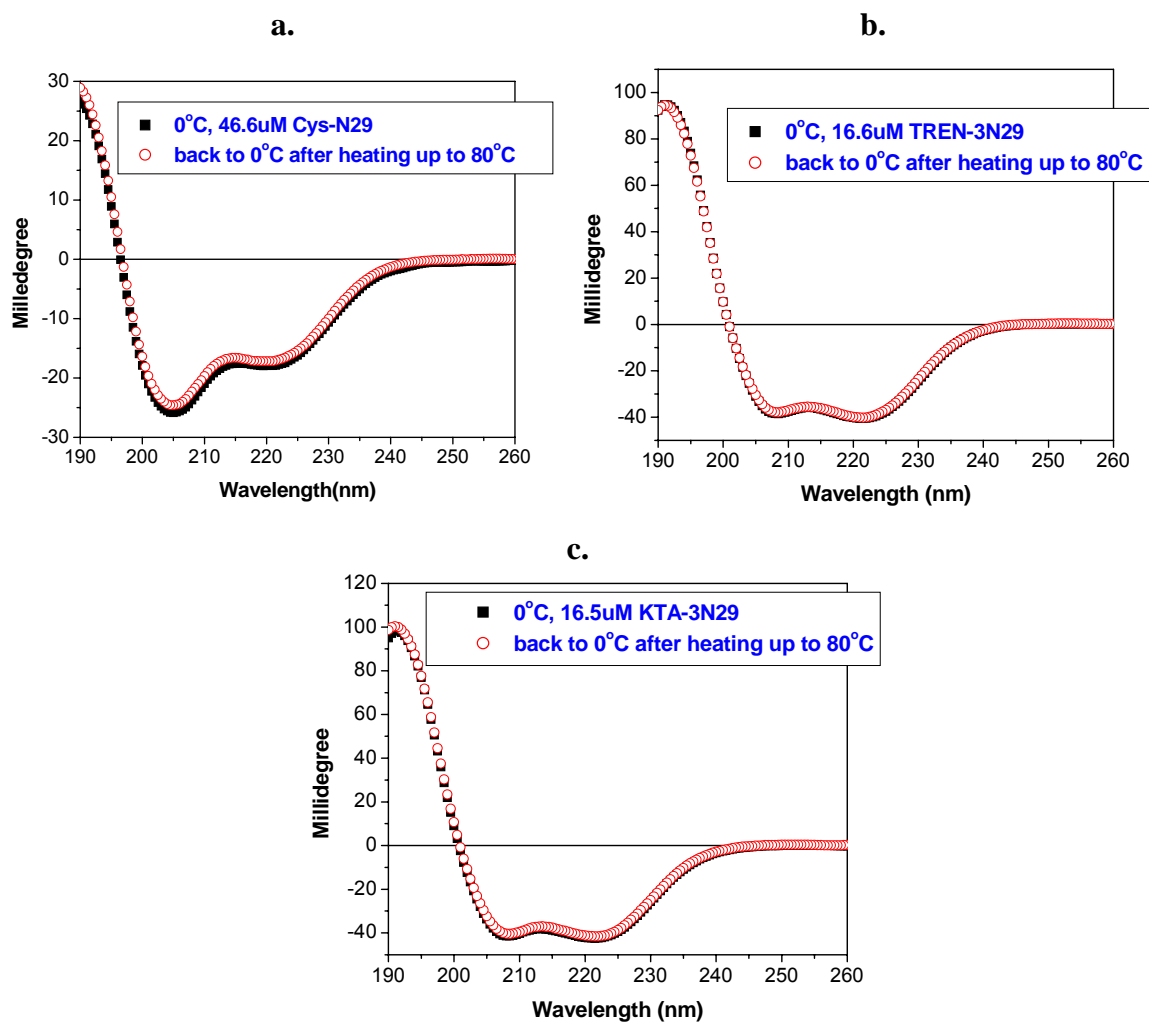 a.
30
20
10
0
-10
-20
-30
Milledegree
0°C, 46.6uM Cys-N29
back to 0°C after heating up to 80°C
190 200 210 220 230 240 250 260
Wavelength(nm)
b.
100
80
60
40
20
0
-20
-40
Millidegree
0°C, 16.6uM TREN-3N29
back to 0°C after heating up to 80°C
190 200 210 220 230 240 250 260
Wavelength (nm)
c.
120
100
80
60
40
20
0
-20
-40
Millidegree
0°C, 16.5uM KTA-3N29
back to 0°C after heating up to 80°C
190 200 210 220 230 240 250 260
Wavelength (nm)